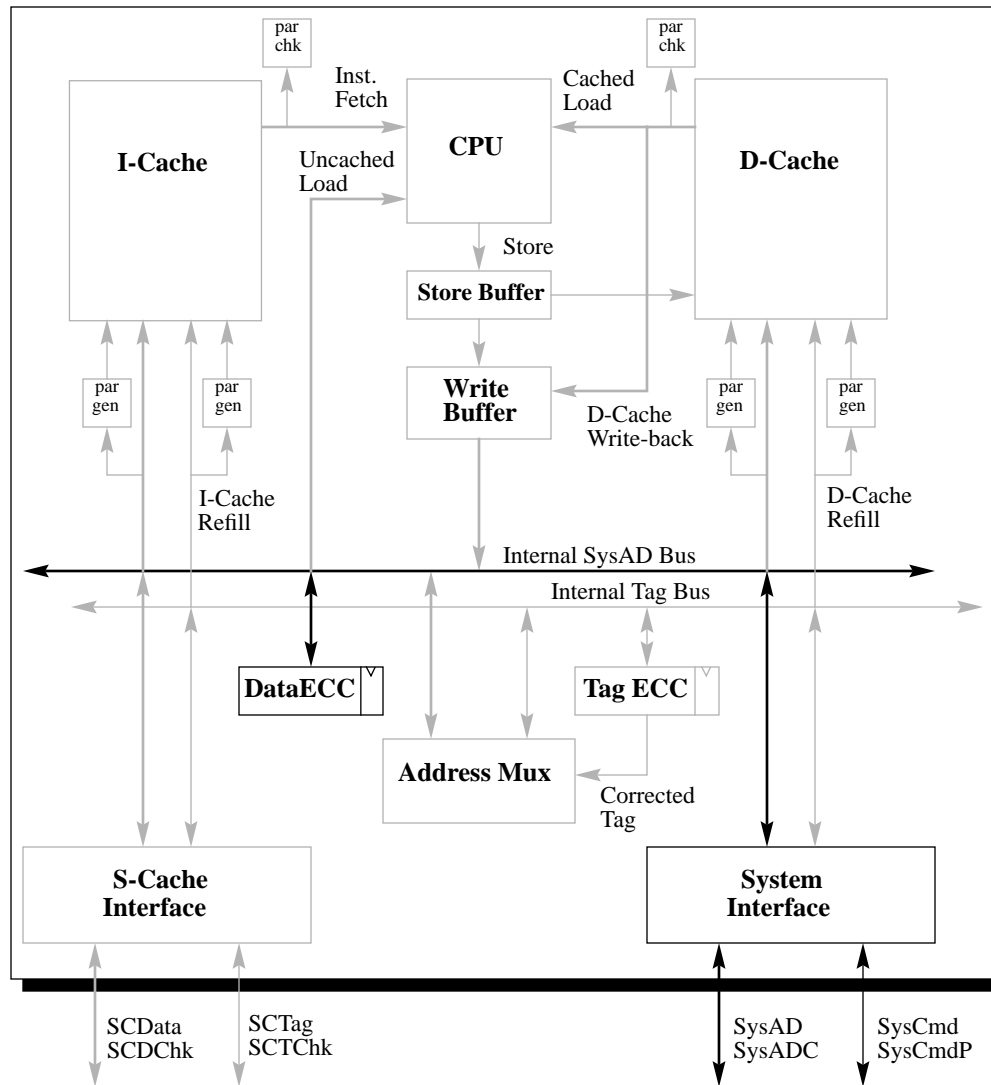 par
chk
par
chk
Inst.
Fetch
Cached
Load
I-Cache
CPU
D-Cache
Uncached
Load
Store
Store Buffer
par
gen
par
gen
Write
Buffer
par
gen
par
gen
D-Cache
Write-back
I-Cache
Refill
D-Cache
Refill
Internal SysAD Bus
Internal Tag Bus
DataECC
Tag ECC
Address Mux
Corrected
Tag
S-Cache
Interface
System
Interface
SCData
SCDChk
SCTag
SCTChk
SysAD
SysADC
SysCmd
SysCmdP